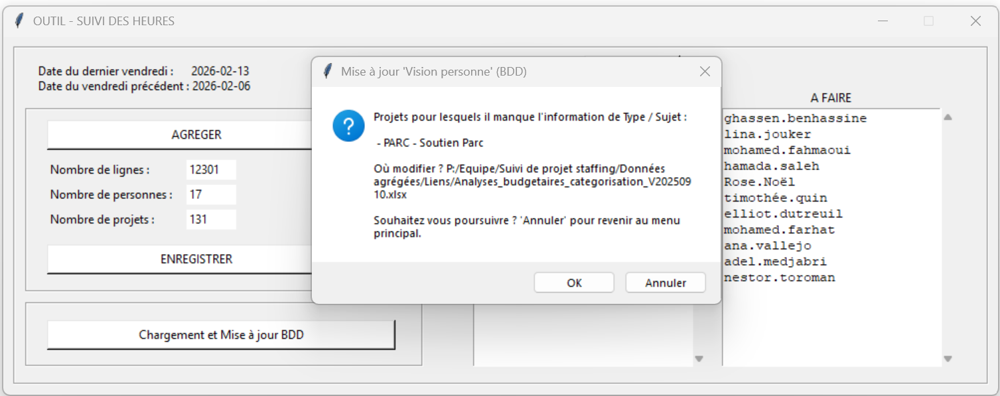 OUTIL - SUIVI DES HEURES
Date du dernier vendredi : 2026-02-13
Date du vendredi précédent : 2026-02-06
AGREGER
Nombre de lignes : 12301
Nombre de personnes : 17
Nombre de projets : 131
ENREGISTRER
Chargement et Mise à jour BDD
Mise à jour 'Vision personne' (BDD)
Projets pour lesquels il manque l'information de Type / Sujet :
- PARC - Soutien Parc
Où modifier ? P:/Equipe/Suivi de projet staffing/Données
agrégées/Liens/Analyses_budgetaires_categorisation_V202509
10.xlsx
Souhaitez vous poursuivre ? 'Annuler' pour revenir au menu
principal.
OK
Annuler
A FAIRE
ghassen.benhassine
lina.jouker
mohamed.fahmaoui
hamada.saleh
Rose.Noël
timothée.quin
elliot.dutreuil
mohamed.farhat
ana.vallejo
adel.medjabri
nestor.toroman